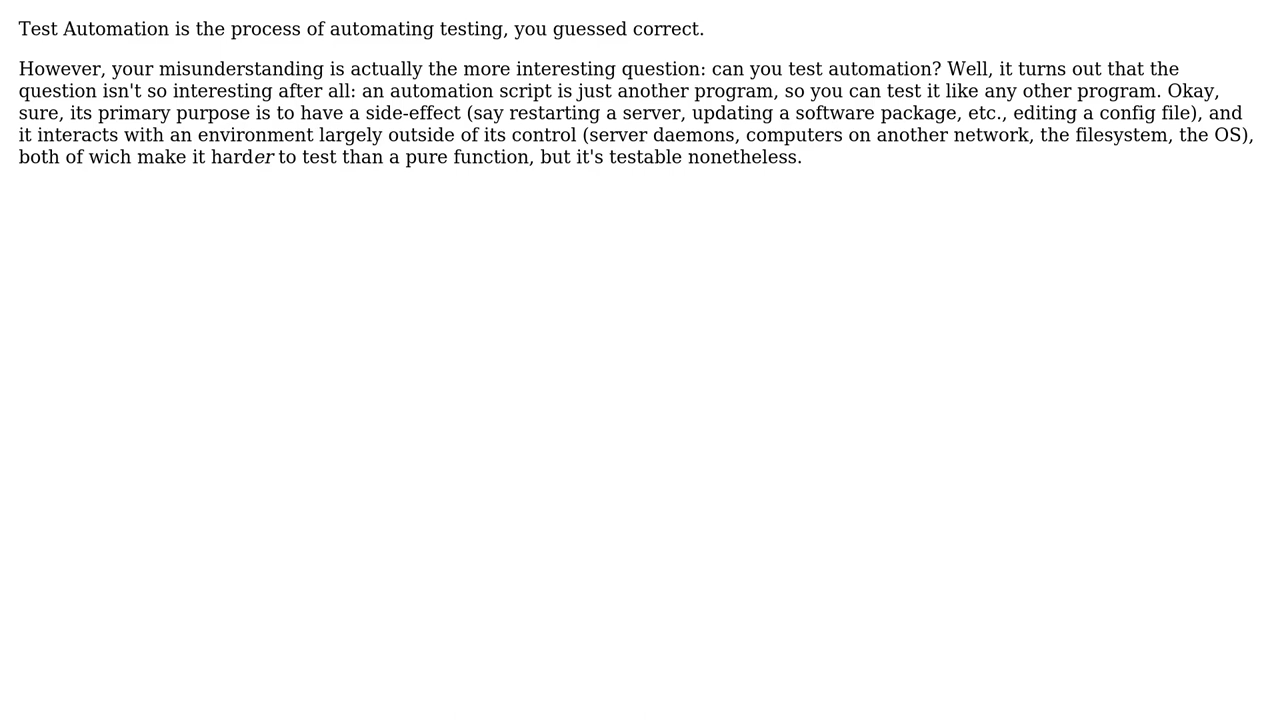 Test Automation is the process of automating testing, you guessed correct.
However, your misunderstanding is actually the more interesting question: can you test automation? Well, it turns out that the
question isn't so interesting after all: an automation script is just another program, so you can test it like any other program. Okay,
sure, its primary purpose is to have a side-effect (say restarting a server, updating a software package, etc., editing a config file), and
it interacts with an environment largely outside of its control (server daemons, computers on another network, the filesystem, the OS),
both of wich make it harder to test than a pure function, but it's testable nonetheless.